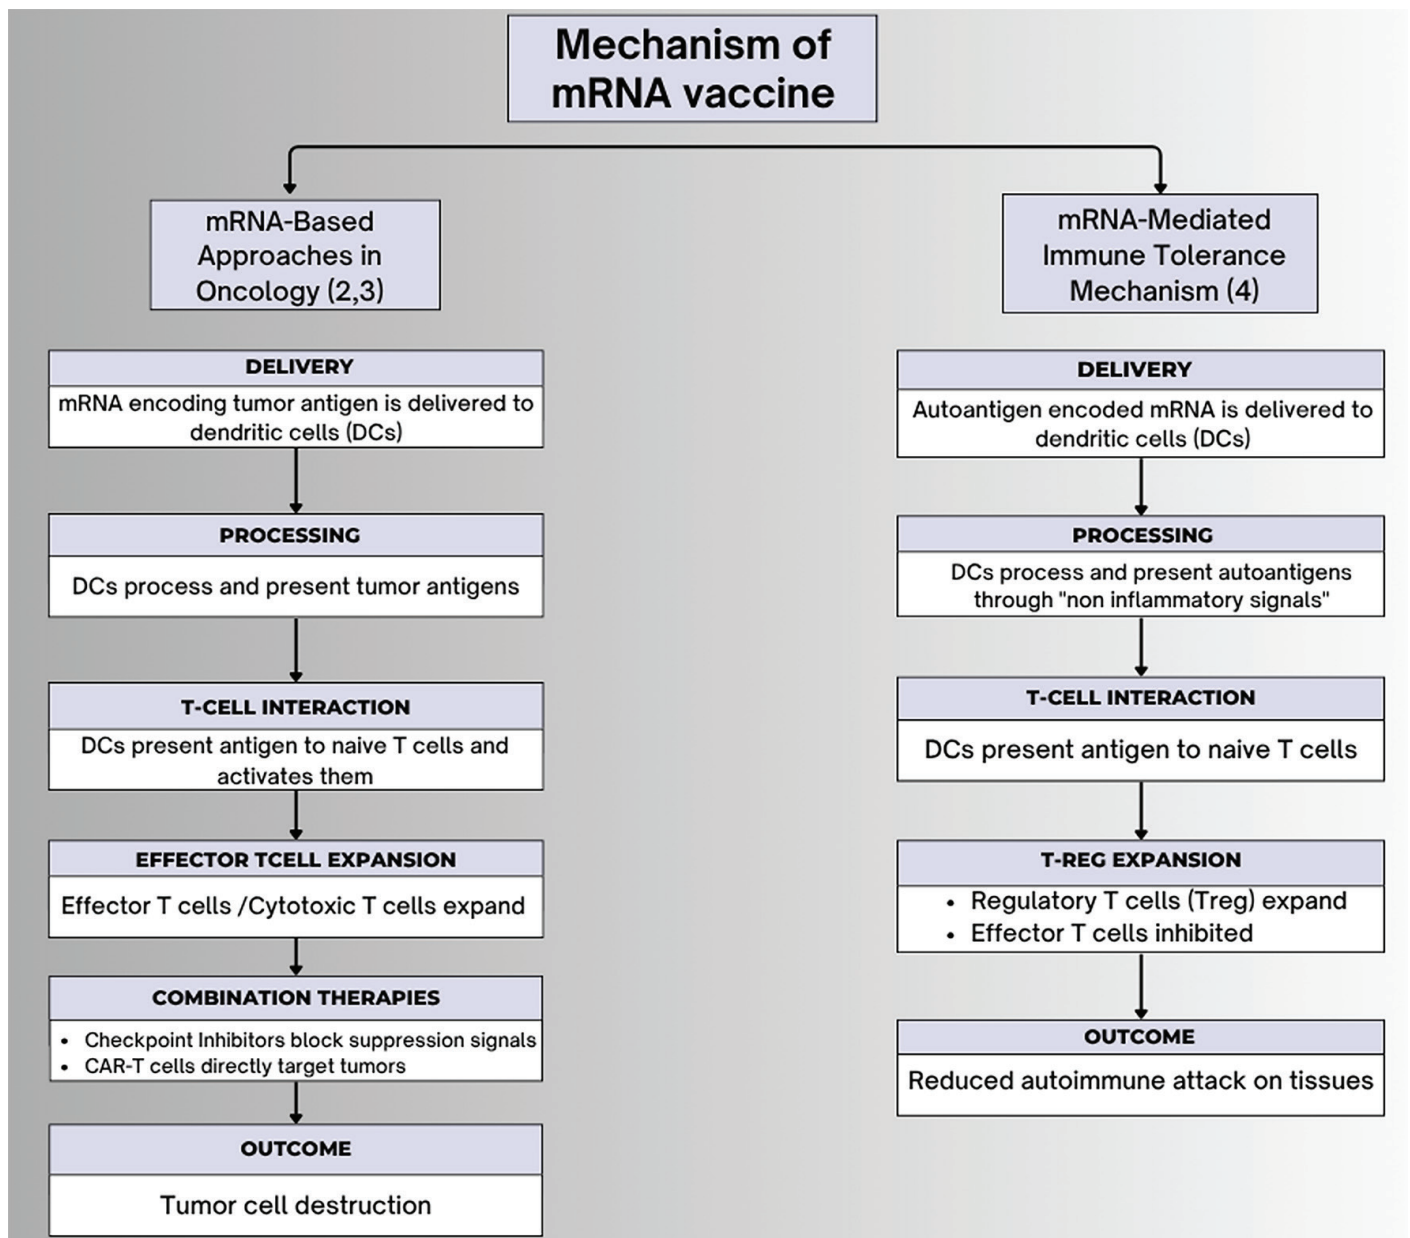 Mechanism of
mRNA vaccine
mRNA-Based
Approaches in
Oncology (2,3)
DELIVERY
mRNA encoding tumor antigen is delivered to
dendritic cells (DCs)
PROCESSING
DCs process and present tumor antigens
T-CELL INTERACTION
DCs present antigen to naive T cells and
activates them
EFFECTOR TCELL EXPANSION
Effector T cells /Cytotoxic T cells expand
COMBINATION THERAPIES
• Checkpoint Inhibitors block suppression signals
• CAR-T cells directly target tumors
OUTCOME
Tumor cell destruction
mRNA-Mediated
Immune Tolerance
Mechanism (4)
DELIVERY
Autoantigen encoded mRNA is delivered to
dendritic cells (DCs)
PROCESSING
DCs process and present autoantigens
through "non inflammatory signals"
T-CELL INTERACTION
DCs present antigen to naive T cells
T-REG EXPANSION
• Regulatory T cells (Treg) expand
• Effector T cells inhibited
OUTCOME
Reduced autoimmune attack on tissues